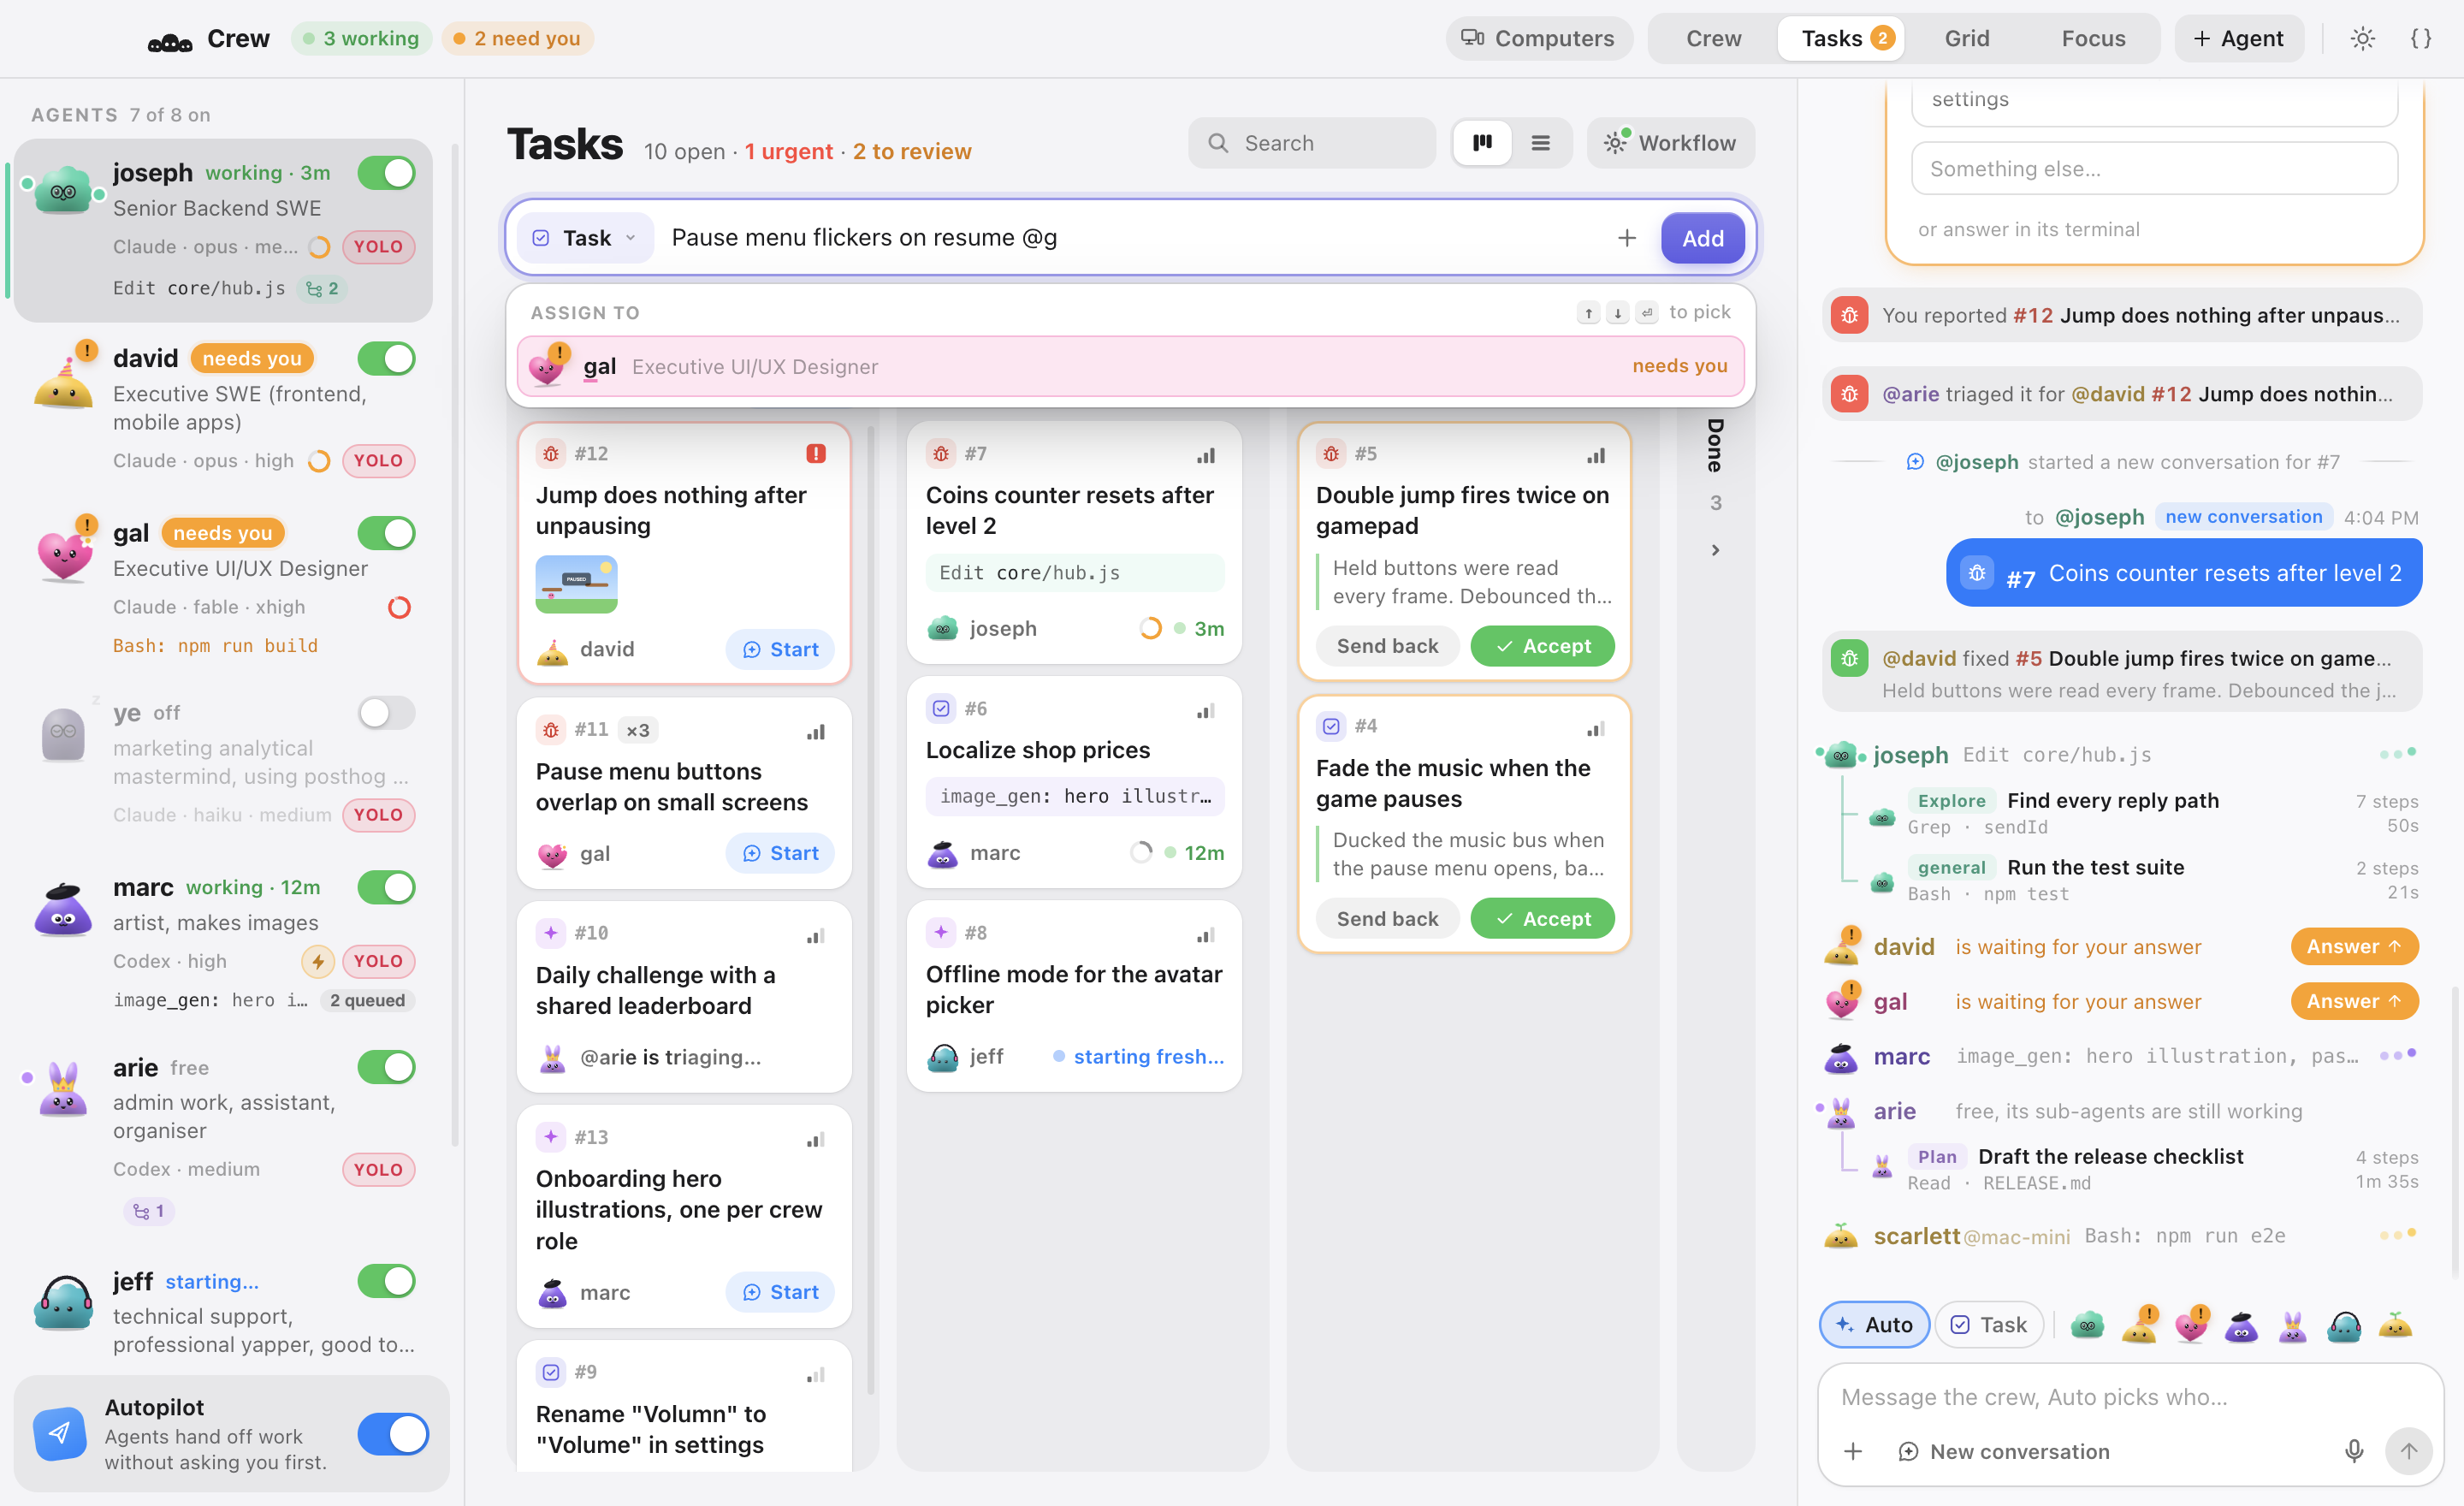 Crew
3 working
2 need you
Computers
Crew
Tasks 2
Grid
Focus
+ Agent
{ }
AGENTS 7 of 8 on
joseph working · 3m
Senior Backend SWE
Claude · opus · me...
YOLO
Edit core/hub.js
2
! david needs you
Executive SWE (frontend,
mobile apps)
Claude · opus · high
YOLO
! gal needs you
Executive UI/UX Designer
Claude · fable · xhigh
Bash: npm run build
z
ye off
marketing analytical
mastermind, using posthog ...
Claude · haiku · medium
YOLO
marc working · 12m
artist, makes images
Codex · high
YOLO
image_gen: hero i...
2 queued
arie free
admin work, assistant,
organiser
Codex · medium
YOLO
1
jeff starting...
technical support,
professional yapper, good to...
Autopilot
Agents hand off work
without asking you first.
Tasks 10 open · 1 urgent · 2 to review
Search
Workflow
Task
Pause menu flickers on resume @g
+
Add
ASSIGN TO
↑ ↓ ⏎ to pick
! gal Executive UI/UX Designer
needs you
#12
!
Jump does nothing after
unpausing
PAUSED
david
Start
#11 ×3
Pause menu buttons
overlap on small screens
gal
Start
#10
Daily challenge with a
shared leaderboard
@arie is triaging...
#13
Onboarding hero
illustrations, one per crew
role
marc
Start
#9
Rename "Volumn" to
"Volume" in settings
#7
Coins counter resets after
level 2
Edit core/hub.js
joseph
3m
#6
Localize shop prices
image_gen: hero illustr...
marc
12m
#8
Offline mode for the avatar
picker
jeff
starting fresh...
#5
Double jump fires twice on
gamepad
Held buttons were read
every frame. Debounced th...
Send back
Accept
#4
Fade the music when the
game pauses
Ducked the music bus when
the pause menu opens, ba...
Send back
Accept
Done
3
settings
Something else...
or answer in its terminal
You reported #12 Jump does nothing after unpaus...
@arie triaged it for @david #12 Jump does nothin...
@joseph started a new conversation for #7
to @joseph new conversation 4:04 PM
#7 Coins counter resets after level 2
@david fixed #5 Double jump fires twice on game...
Held buttons were read every frame. Debounced the j...
joseph Edit core/hub.js
Explore Find every reply path
7 steps
Grep · sendId
50s
general Run the test suite
2 steps
Bash · npm test
21s
! david is waiting for your answer
Answer ↑
! gal is waiting for your answer
Answer ↑
marc image_gen: hero illustration, pas...
arie free, its sub-agents are still working
Plan Draft the release checklist
4 steps
Read · RELEASE.md
1m 35s
scarlett@mac-mini Bash: npm run e2e
Auto
Task
! !
Message the crew, Auto picks who...
+
New conversation